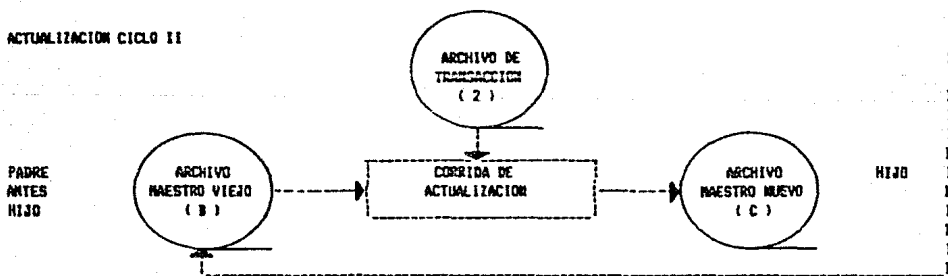 ACTUALIZACION CICLO II
ARCHIVO DE
TRANSACCION
( 2 )
PADRE
ANTES
HIJO
ARCHIVO
MAESTRO VIEJO
( B )
CORRIDA DE
ACTUALIZACION
ARCHIVO
MAESTRO NUEVO
( C )
HIJO